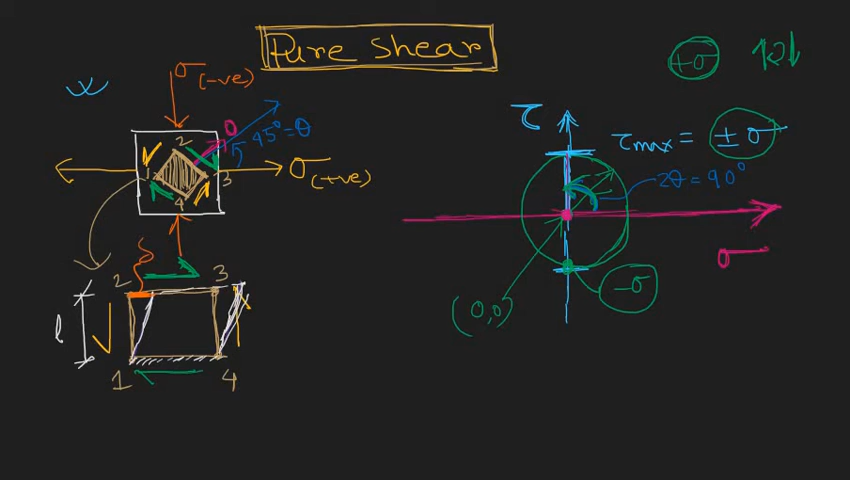 Pure shear
σ(-ve)
45°=θ
σ(+ve)
1
2
3
4
2
3
l
1
4
+σ
τ
τmax = ±σ
2θ = 90°
σ
-σ
(0,0)